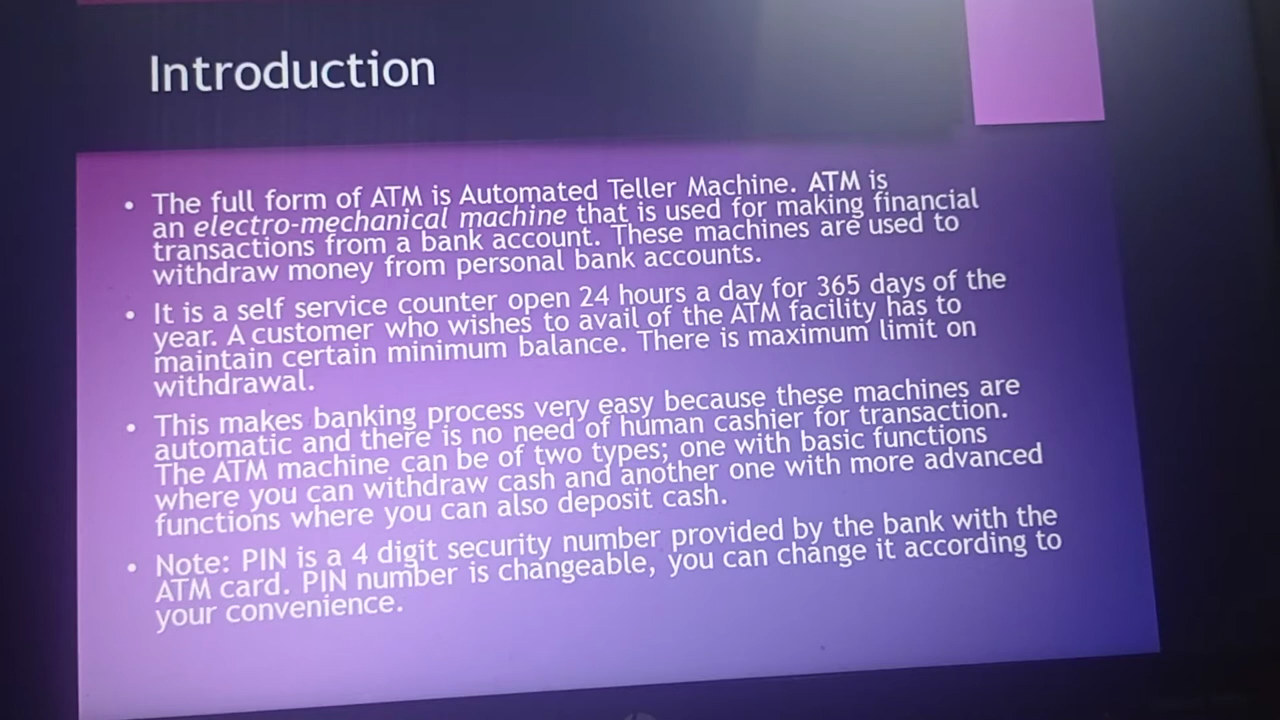 Introduction
• The full form of ATM is Automated Teller Machine. ATM is
an electro-mechanical machine that is used for making financial
transactions from a bank account. These machines are used to
withdraw money from personal bank accounts.
• It is a self service counter open 24 hours a day for 365 days of the
year. A customer who wishes to avail of the ATM facility has to
maintain certain minimum balance. There is maximum limit on
withdrawal.
• This makes banking process very easy because these machines are
automatic and there is no need of human cashier for transaction.
The ATM machine can be of two types; one with basic functions
where you can withdraw cash and another one with more advanced
functions where you can also deposit cash.
• Note: PIN is a 4 digit security number provided by the bank with the
ATM card. PIN number is changeable, you can change it according to
your convenience.